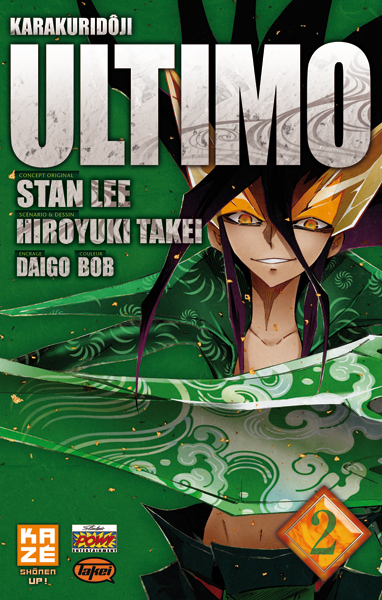 KARAKURIDÔJI
ULTIMO
CONCEPT ORIGINAL
STAN LEE
SCÉNARIO & DESSIN
HIROYUKI TAKEI
ENCRAGE COULEUR
DAIGO BOB
2
KAZÉ
SHÔNEN UP !
POW!
ENTERTAINMENT
Takei